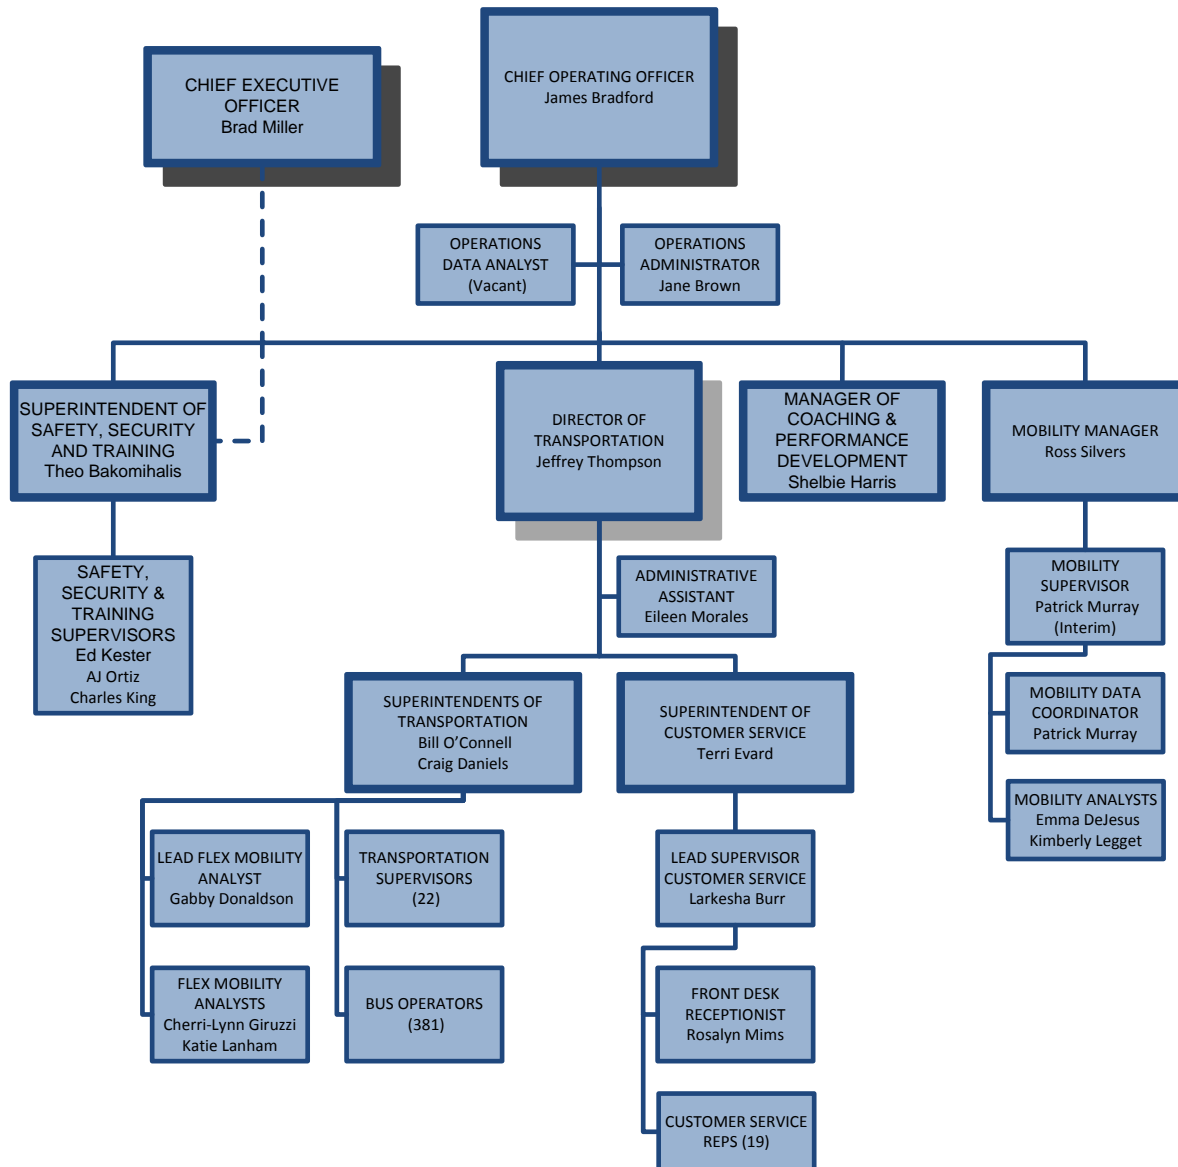 CHIEF EXECUTIVE
OFFICER
Brad Miller
CHIEF OPERATING OFFICER
James Bradford
OPERATIONS
DATA ANALYST
(Vacant)
OPERATIONS
ADMINISTRATOR
Jane Brown
SUPERINTENDENT OF
SAFETY, SECURITY
AND TRAINING
Theo Bakomihalis
DIRECTOR OF
TRANSPORTATION
Jeffrey Thompson
MANAGER OF
COACHING &
PERFORMANCE
DEVELOPMENT
Shelbie Harris
MOBILITY MANAGER
Ross Silvers
SAFETY,
SECURITY &
TRAINING
SUPERVISORS
Ed Kester
AJ Ortiz
Charles King
ADMINISTRATIVE
ASSISTANT
Eileen Morales
MOBILITY
SUPERVISOR
Patrick Murray
(Interim)
SUPERINTENDENTS OF
TRANSPORTATION
Bill O’Connell
Craig Daniels
SUPERINTENDENT OF
CUSTOMER SERVICE
Terri Evard
MOBILITY DATA
COORDINATOR
Patrick Murray
MOBILITY ANALYSTS
Emma DeJesus
Kimberly Legget
LEAD FLEX MOBILITY
ANALYST
Gabby Donaldson
TRANSPORTATION
SUPERVISORS
(22)
LEAD SUPERVISOR
CUSTOMER SERVICE
Larkesha Burr
FLEX MOBILITY
ANALYSTS
Cherri-Lynn Giruzzi
Katie Lanham
BUS OPERATORS
(381)
FRONT DESK
RECEPTIONIST
Rosalyn Mims
CUSTOMER SERVICE
REPS (19)